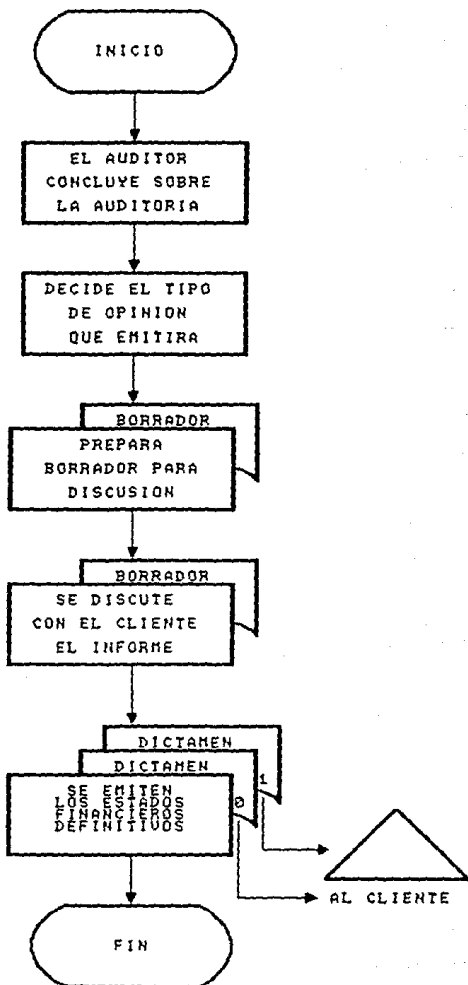 INICIO
EL AUDITOR
CONCLUYE SOBRE
LA AUDITORIA
DECIDE EL TIPO
DE OPINION
QUE EMITIRA
BORRADOR
PREPARA
BORRADOR PARA
DISCUSION
BORRADOR
SE DISCUTE
CON EL CLIENTE
EL INFORME
DICTAMEN
DICTAMEN
1
0
SE EMITEN
LOS ESTADOS
FINANCIEROS
DEFINITIVOS
AL CLIENTE
FIN